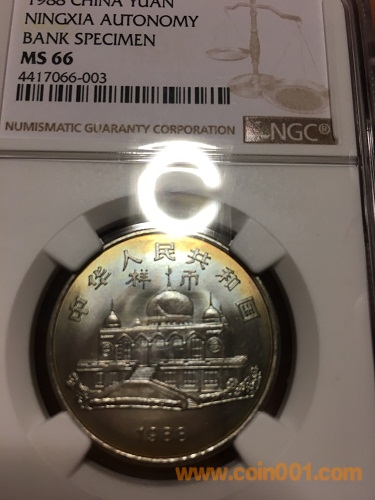 1988 CHINA YUAN
NINGXIA AUTONOMY
BANK SPECIMEN
MS 66
4417066-003
NUMISMATIC GUARANTY CORPORATION
NGC®
中华人民共和国
样币
1988
www.coin001.com